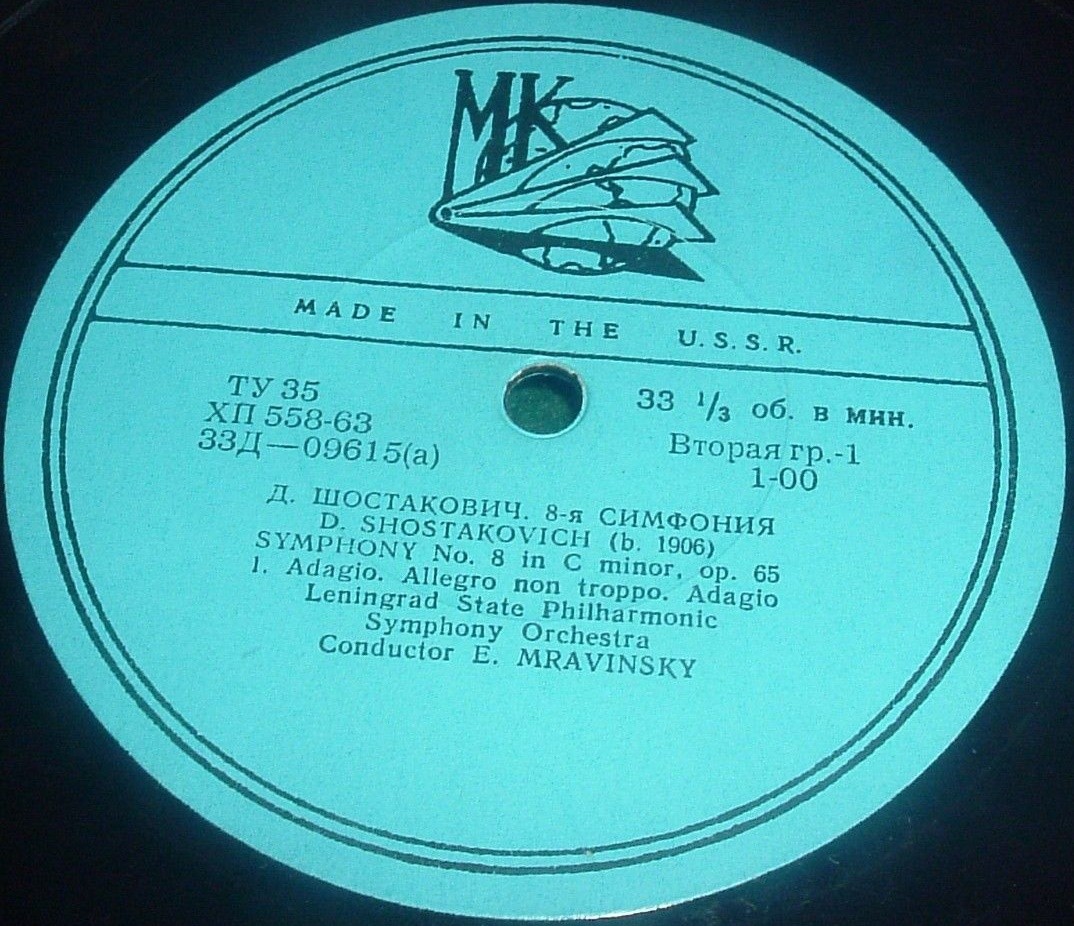 МК
MADE IN THE U.S.S.R.
ТУ 35
ХП 558-63
33Д—09615(а)
33 1/3 об. в мин.
Вторая гр.-1
1-00
Д. ШОСТАКОВИЧ. 8-я СИМФОНИЯ
D. SHOSTAKOVICH (b. 1906)
SYMPHONY No. 8 in C minor, op. 65
1. Adagio. Allegro non troppo. Adagio
Leningrad State Philharmonic
Symphony Orchestra
Conductor E. MRAVINSKY